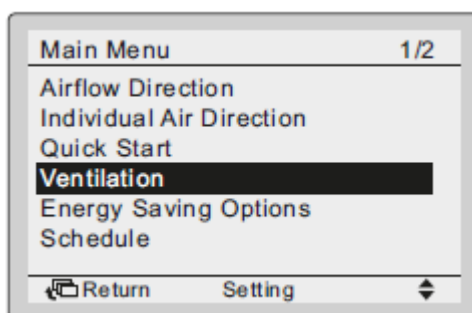 Main Menu 1/2
Airflow Direction
Individual Air Direction
Quick Start
Ventilation
Energy Saving Options
Schedule
Return Setting